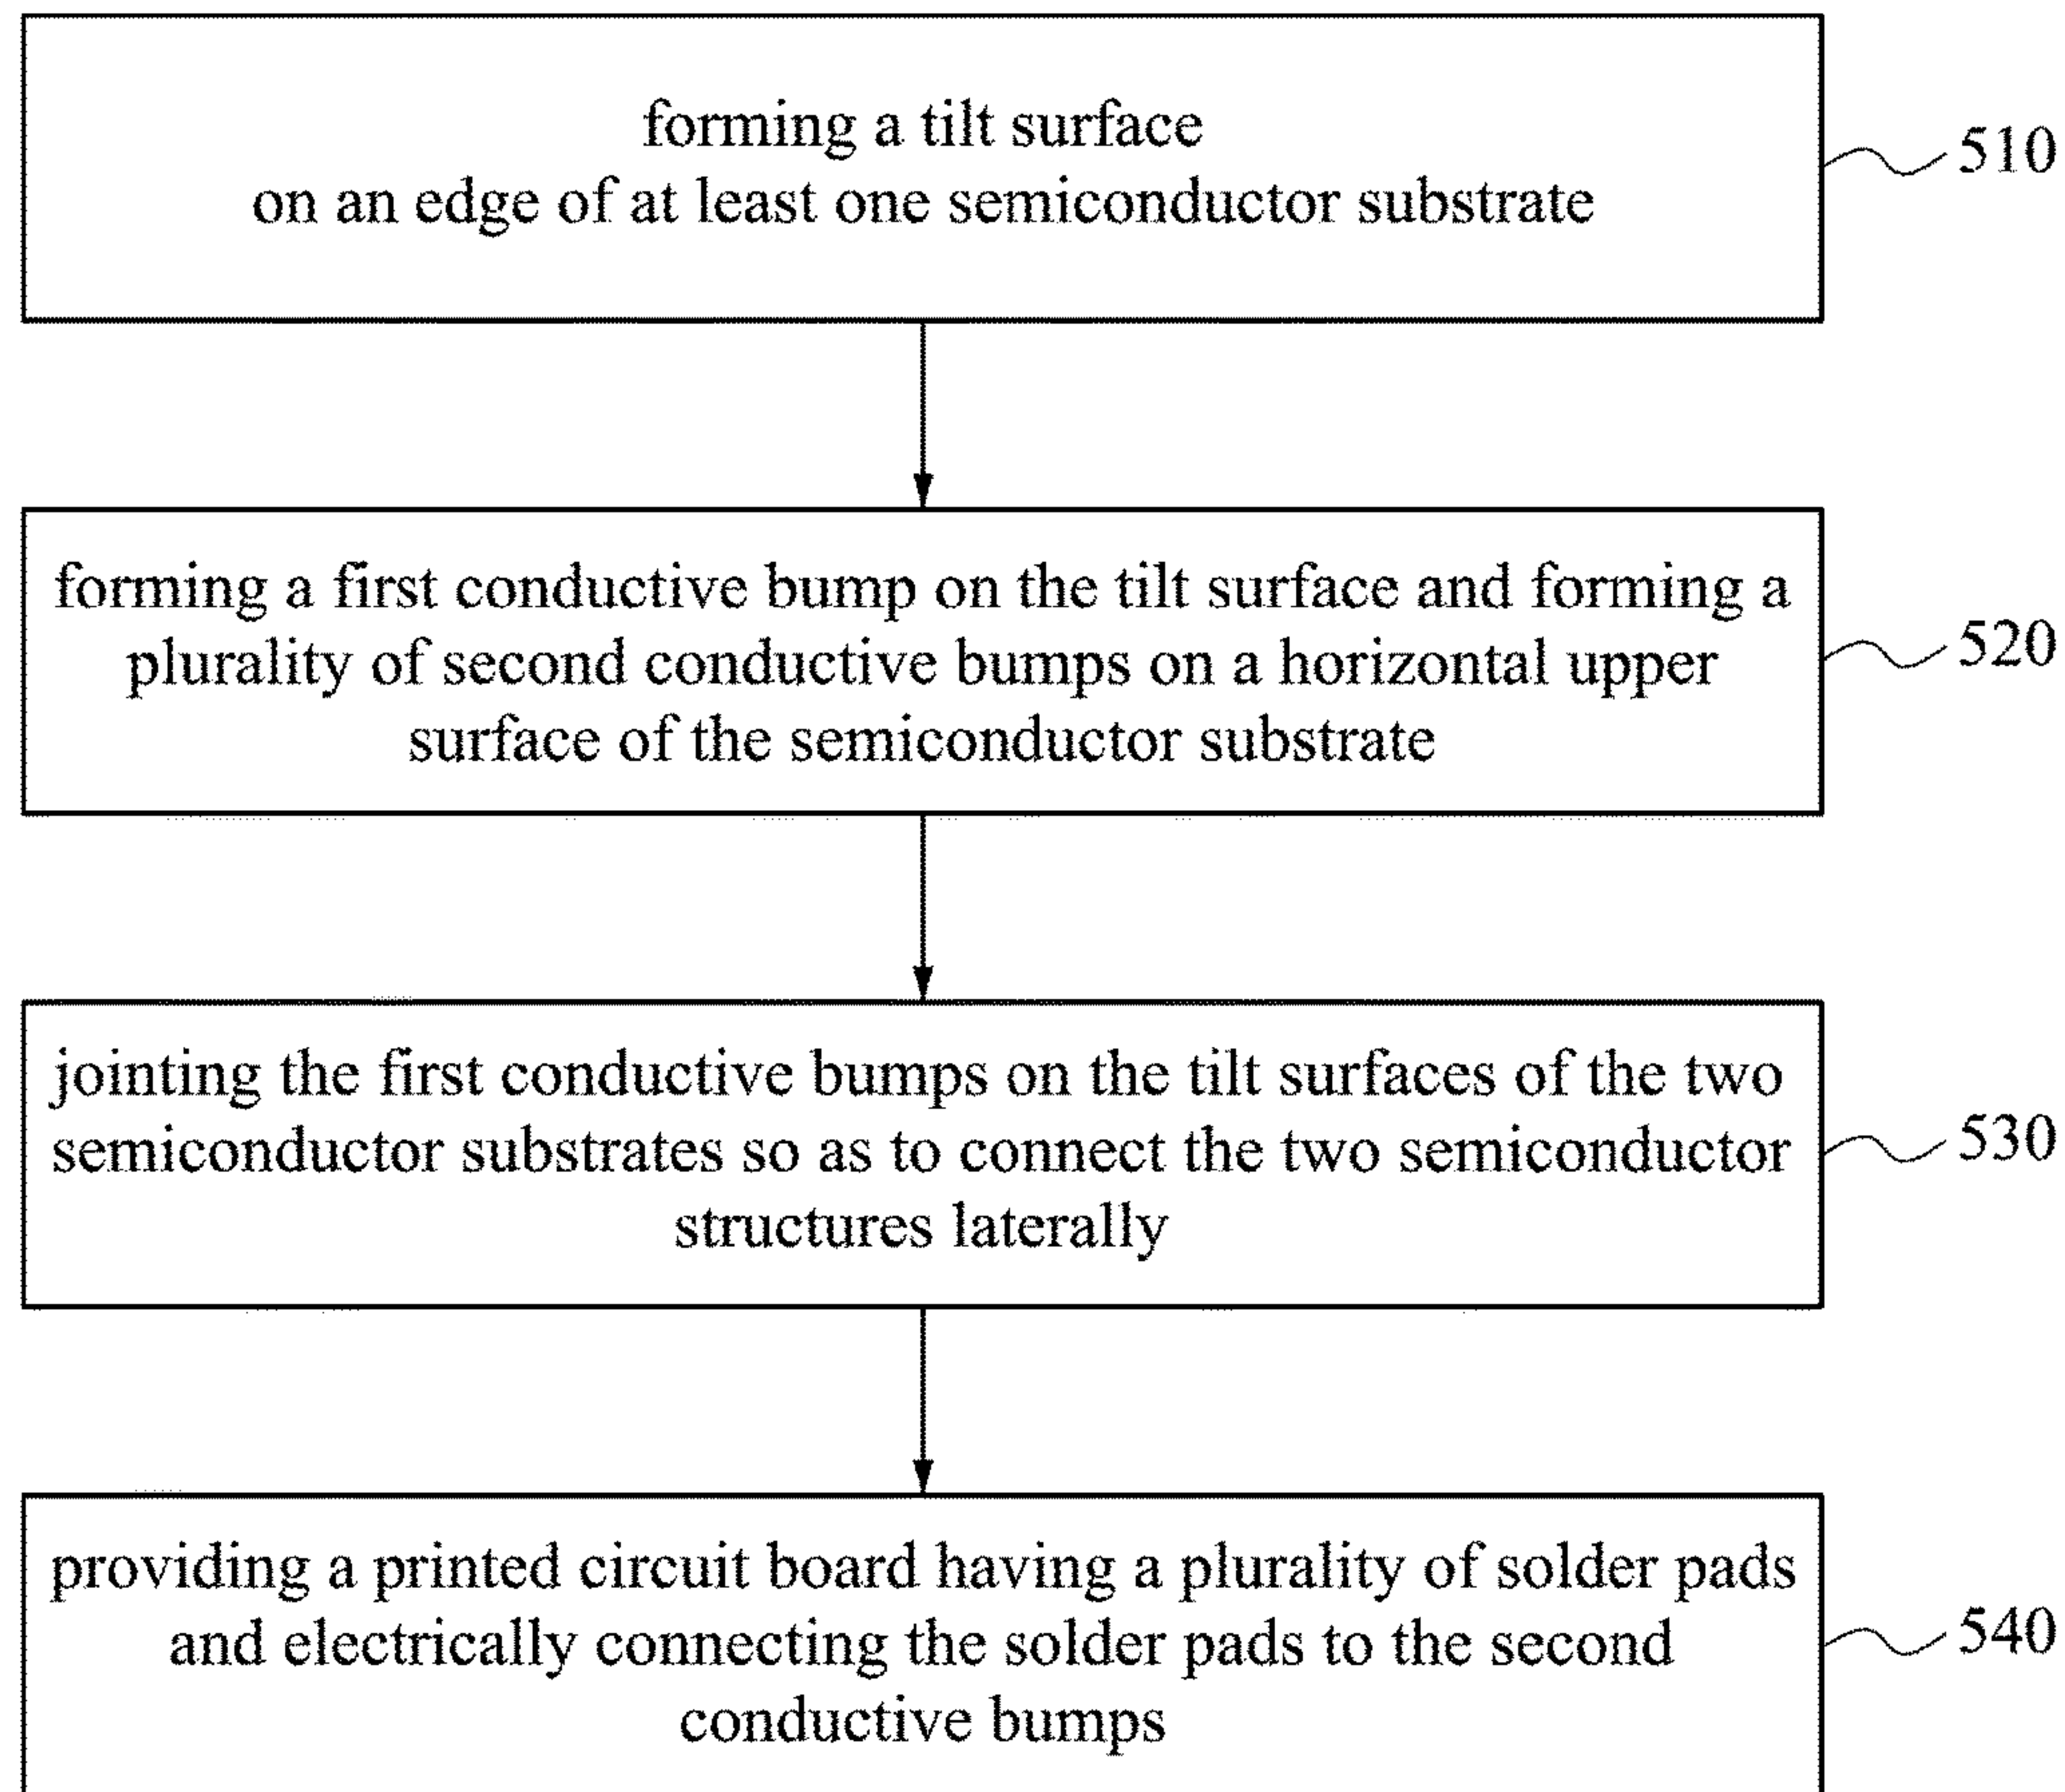 forming a tilt surface
on an edge of at least one semiconductor substrate
510
forming a first conductive bump on the tilt surface and forming a
plurality of second conductive bumps on a horizontal upper
surface of the semiconductor substrate
520
jointing the first conductive bumps on the tilt surfaces of the two
semiconductor substrates so as to connect the two semiconductor
structures laterally
530
providing a printed circuit board having a plurality of solder pads
and electrically connecting the solder pads to the second
conductive bumps
540